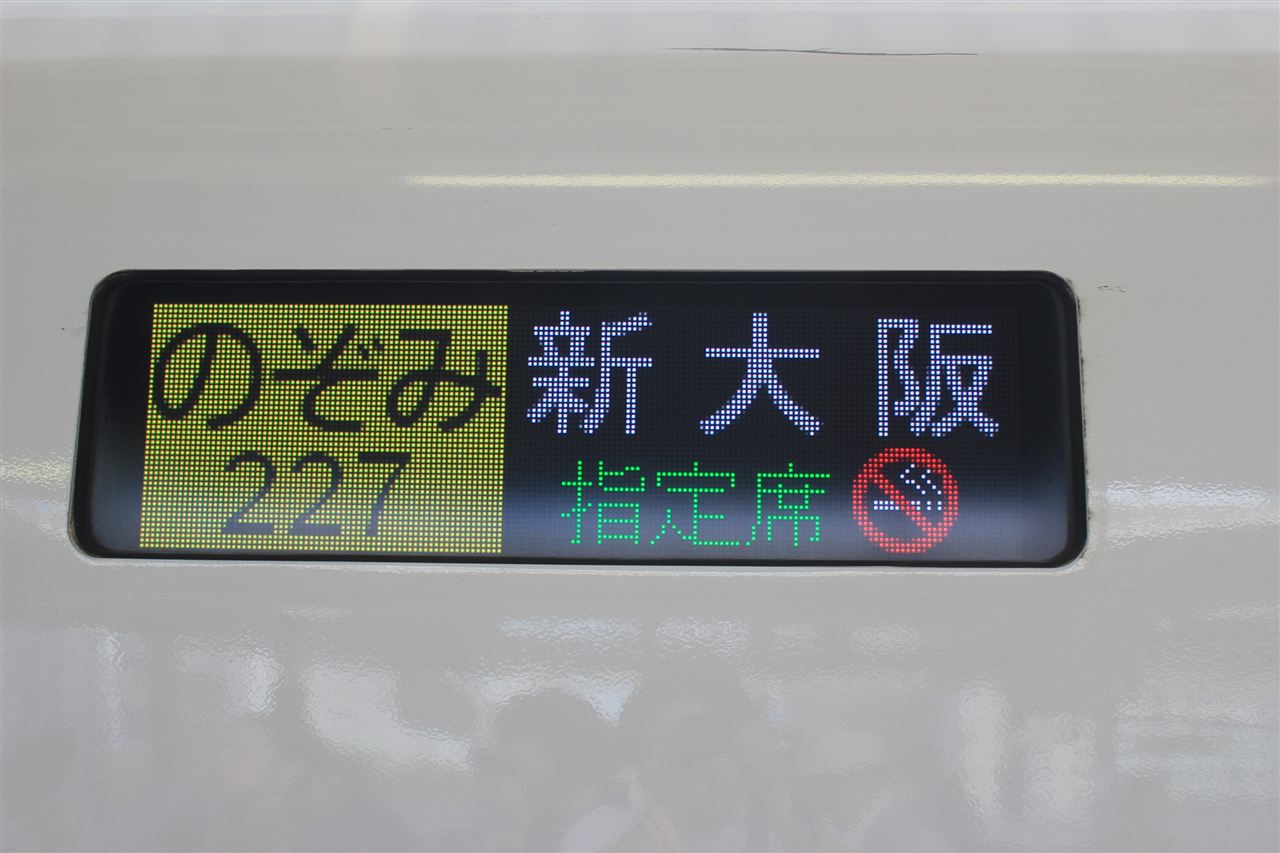 のぞみ 新大阪
227 指定席